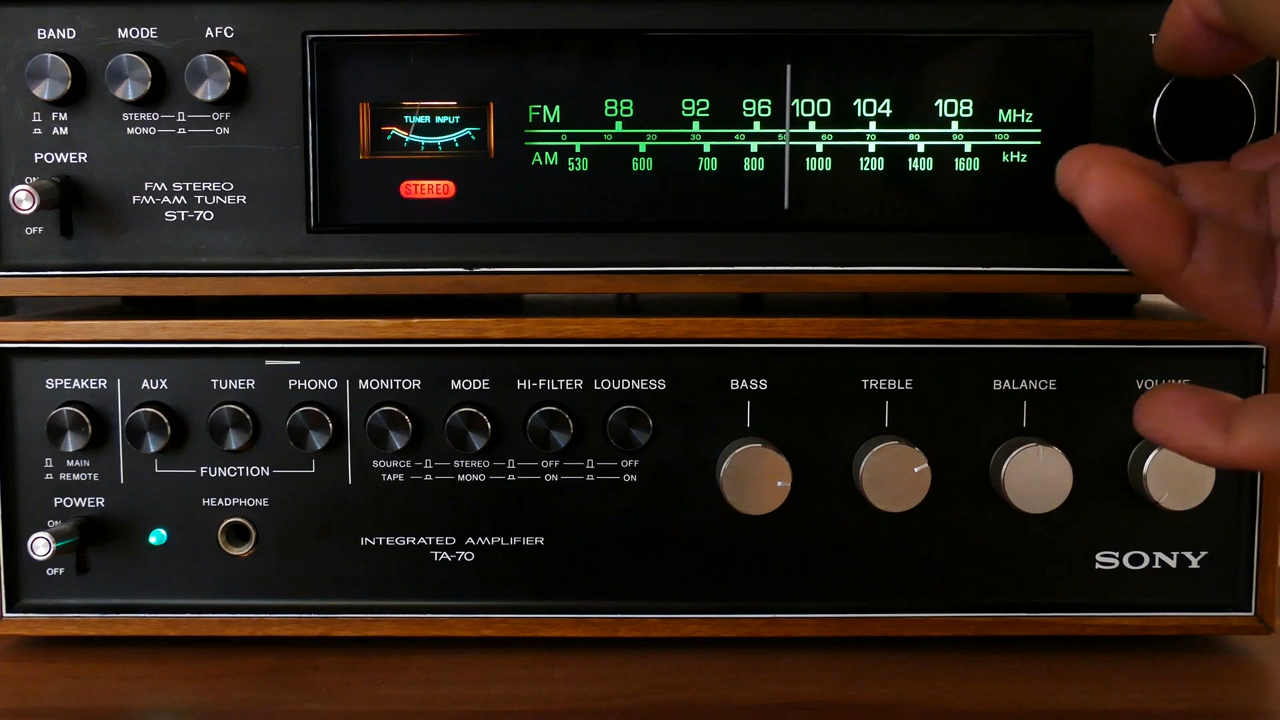 BAND MODE AFC
FM STEREO OFF
AM MONO ON
POWER
ON
OFF
FM STEREO
FM-AM TUNER
ST-70
TUNER INPUT
STEREO
FM 88 92 96 100 104 108 MHz
0 10 20 30 40 50 60 70 80 90 100
AM 530 600 700 800 1000 1200 1400 1600 kHz
SPEAKER AUX TUNER PHONO MONITOR MODE HI-FILTER LOUDNESS BASS TREBLE BALANCE VOLUME
MAIN
REMOTE
FUNCTION
SOURCE STEREO OFF OFF
TAPE MONO ON ON
POWER
ON
OFF
HEADPHONE
INTEGRATED AMPLIFIER
TA-70
SONY